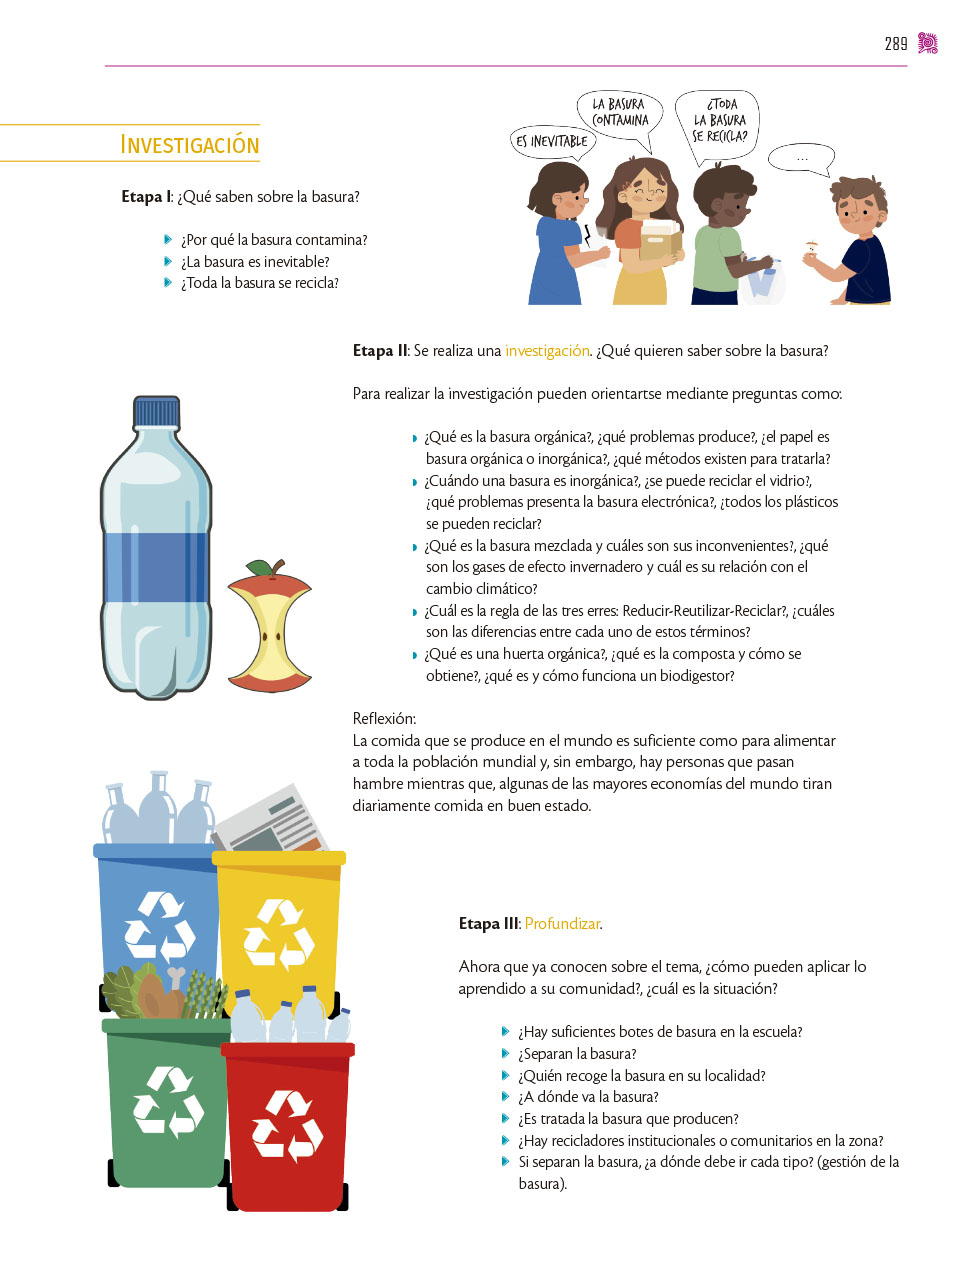 289
INVESTIGACIÓN
ES INEVITABLE
LA BASURA
CONTAMINA
¿TODA
LA BASURA
SE RECICLA?
...
Etapa I: ¿Qué saben sobre la basura?
¿Por qué la basura contamina?
¿La basura es inevitable?
¿Toda la basura se recicla?
Etapa II: Se realiza una investigación. ¿Qué quieren saber sobre la basura?
Para realizar la investigación pueden orientartse mediante preguntas como:
¿Qué es la basura orgánica?, ¿qué problemas produce?, ¿el papel es
basura orgánica o inorgánica?, ¿qué métodos existen para tratarla?
¿Cuándo una basura es inorgánica?, ¿se puede reciclar el vidrio?,
¿qué problemas presenta la basura electrónica?, ¿todos los plásticos
se pueden reciclar?
¿Qué es la basura mezclada y cuáles son sus inconvenientes?, ¿qué
son los gases de efecto invernadero y cuál es su relación con el
cambio climático?
¿Cuál es la regla de las tres erres: Reducir-Reutilizar-Reciclar?, ¿cuáles
son las diferencias entre cada uno de estos términos?
¿Qué es una huerta orgánica?, ¿qué es la composta y cómo se
obtiene?, ¿qué es y cómo funciona un biodigestor?
Reflexión:
La comida que se produce en el mundo es suficiente como para alimentar
a toda la población mundial y, sin embargo, hay personas que pasan
hambre mientras que, algunas de las mayores economías del mundo tiran
diariamente comida en buen estado.
Etapa III: Profundizar.
Ahora que ya conocen sobre el tema, ¿cómo pueden aplicar lo
aprendido a su comunidad?, ¿cuál es la situación?
¿Hay suficientes botes de basura en la escuela?
¿Separan la basura?
¿Quién recoge la basura en su localidad?
¿A dónde va la basura?
¿Es tratada la basura que producen?
¿Hay recicladores institucionales o comunitarios en la zona?
Si separan la basura, ¿a dónde debe ir cada tipo? (gestión de la
basura).